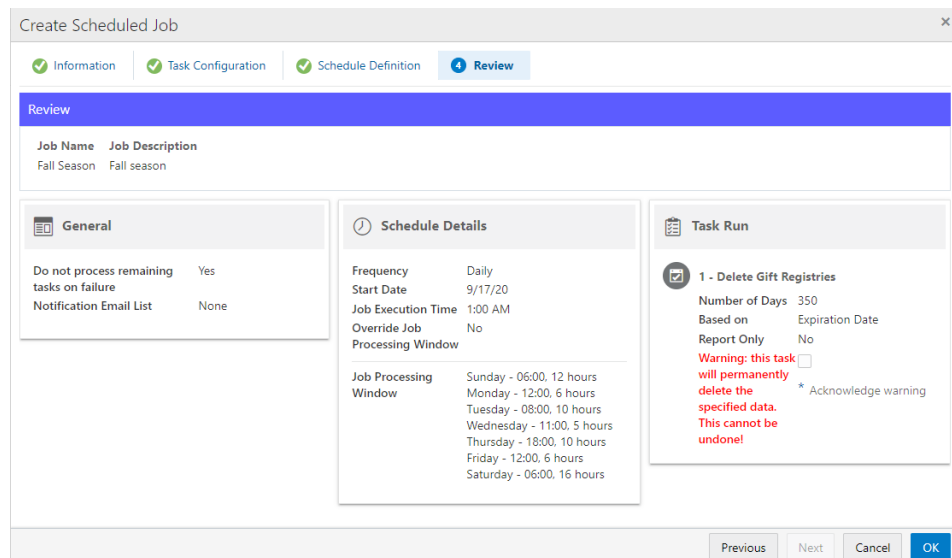 Create Scheduled Job
Information
Task Configuration
Schedule Definition
4 Review
Review
Job Name Job Description
Fall Season Fall season
General
Do not process remaining Yes
tasks on failure
Notification Email List None
Schedule Details
Frequency Daily
Start Date 9/17/20
Job Execution Time 1:00 AM
Override Job No
Processing Window
Job Processing Sunday - 06:00, 12 hours
Window Monday - 12:00, 6 hours
Tuesday - 08:00, 10 hours
Wednesday - 11:00, 5 hours
Thursday - 18:00, 10 hours
Friday - 12:00, 6 hours
Saturday - 06:00, 16 hours
Task Run
1 - Delete Gift Registries
Number of Days 350
Based on Expiration Date
Report Only No
Warning: this task
will permanently
delete the * Acknowledge warning
specified data.
This cannot be
undone!
Previous Next Cancel OK